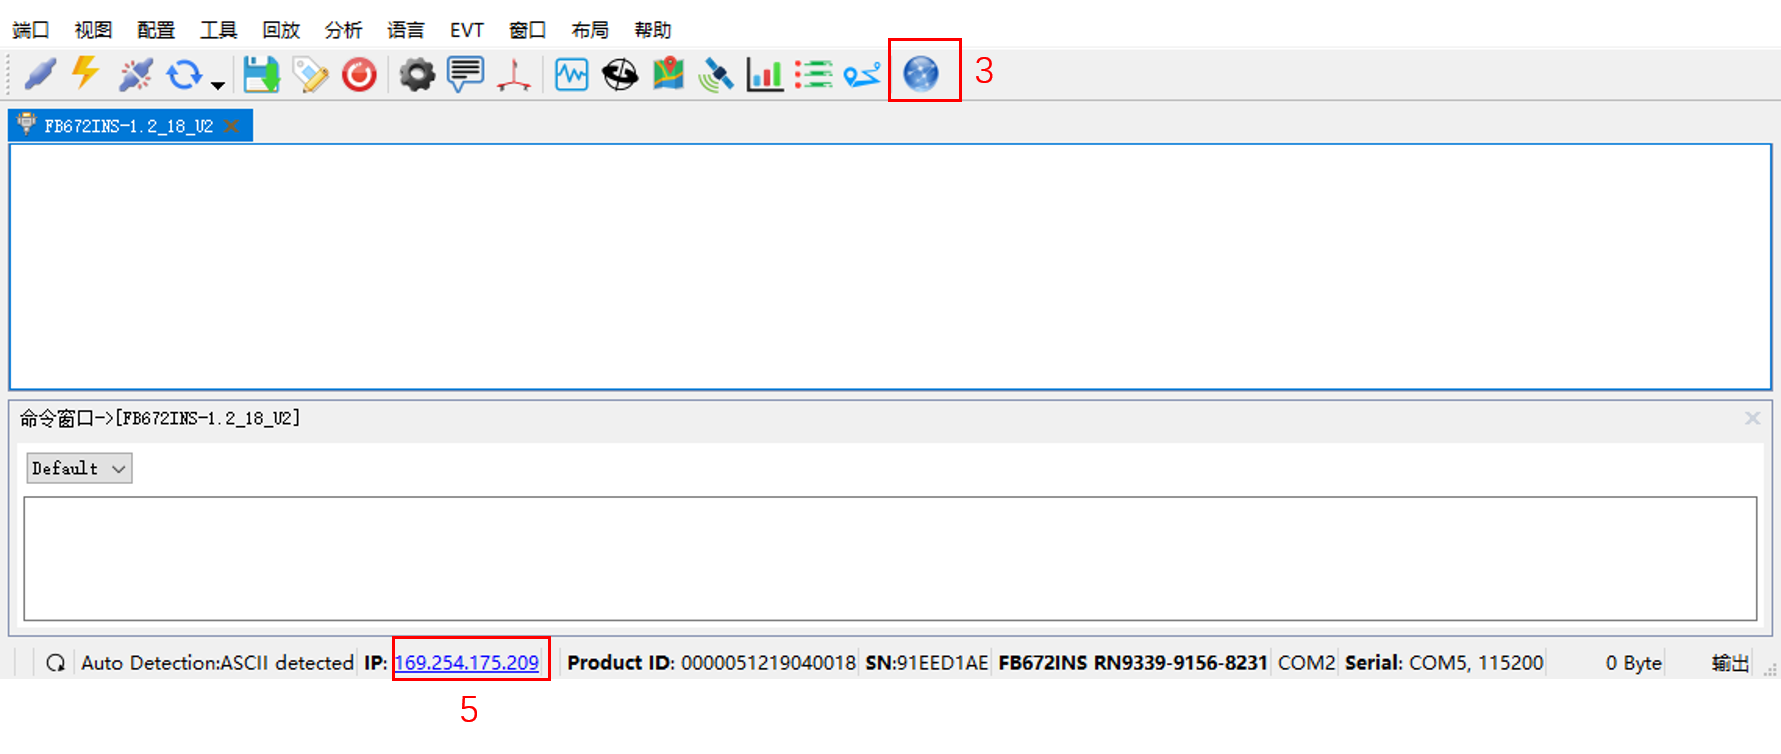 端口 视图 配置 工具 回放 分析 语言 EVT 窗口 布局 帮助
3
FB672INS-1.2_18_U2
命令窗口->[FB672INS-1.2_18_U2]
Default
Auto Detection:ASCII detected IP: 169.254.175.209 Product ID: 0000051219040018 SN:91EED1AE FB672INS RN9339-9156-8231 COM2 Serial: COM5, 115200 0 Byte 输出
5